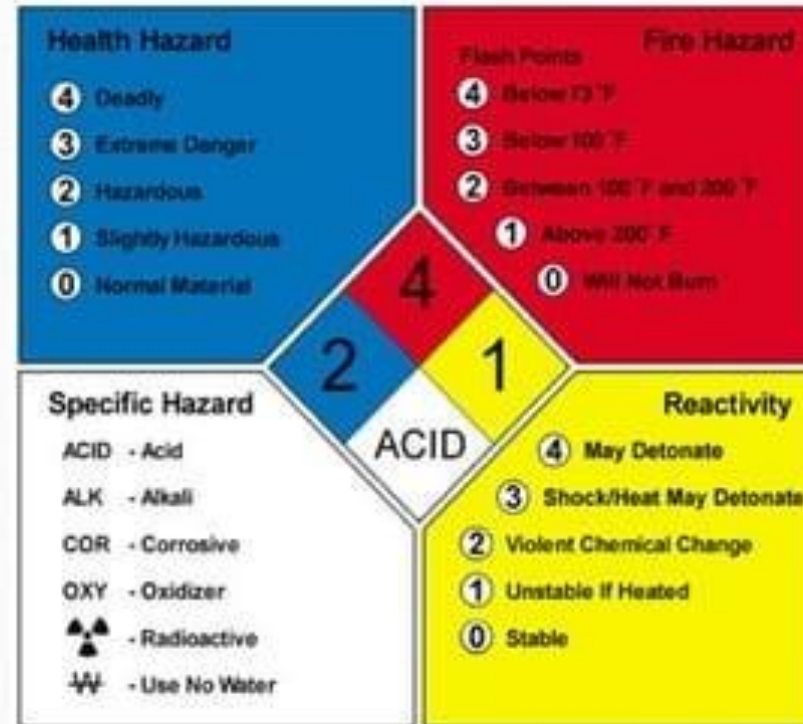 Health Hazard
4 Deadly
3 Extreme Danger
2 Hazardous
1 Slightly Hazardous
0 Normal Material
Fire Hazard
Flash Points
4 Below 73 °F
3 Below 100 °F
2 Between 100 °F and 200 °F
1 Above 200 °F
0 Will Not Burn
4
2
1
ACID
Specific Hazard
ACID - Acid
ALK - Alkali
COR - Corrosive
OXY - Oxidizer
- Radioactive
W - Use No Water
Reactivity
4 May Detonate
3 Shock/Heat May Detonate
2 Violent Chemical Change
1 Unstable If Heated
0 Stable